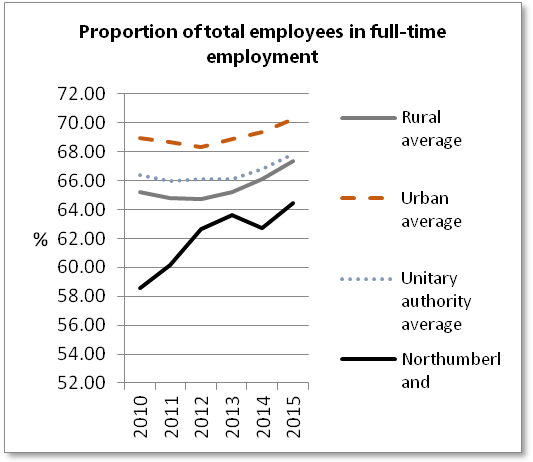 Proportion of total employees in full-time
employment
72.00
70.00
68.00
66.00
64.00
62.00
60.00
58.00
56.00
54.00
52.00
%
2010
2011
2012
2013
2014
2015
Rural
average
Urban
average
Unitary
authority
average
Northumberl
and